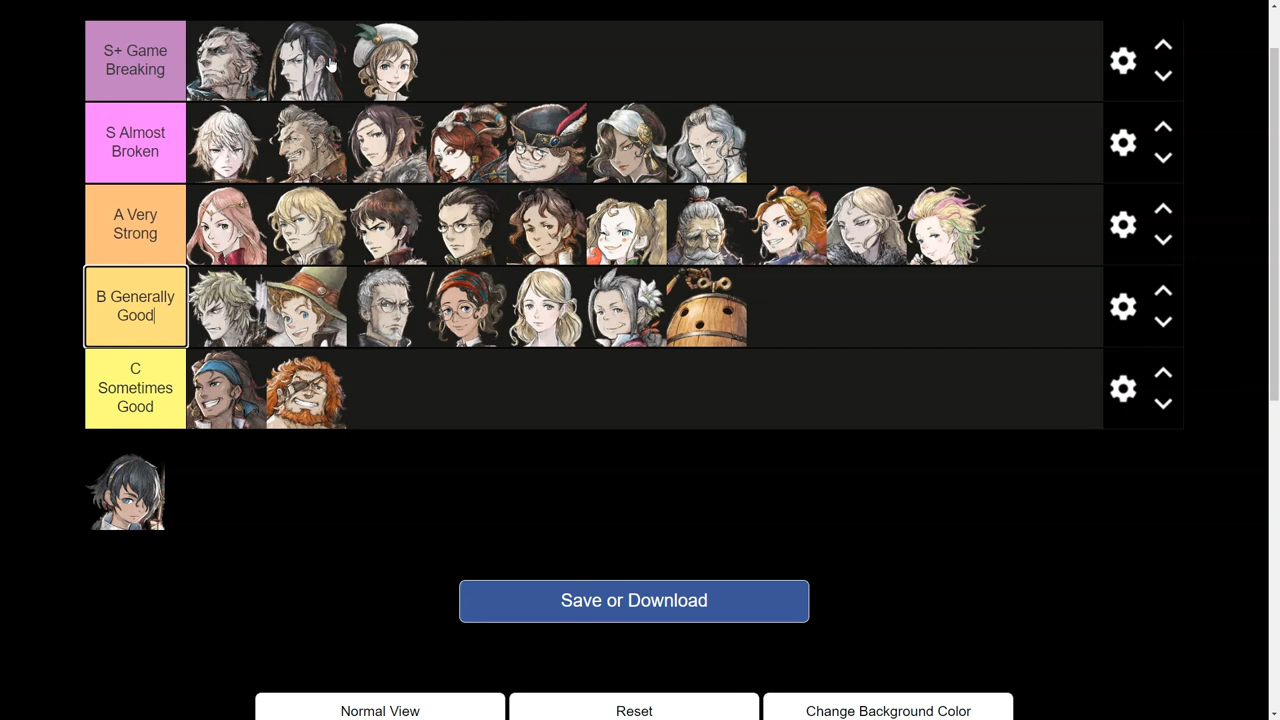 S+ Game
Breaking
S Almost
Broken
A Very
Strong
B Generally
Good
C
Sometimes
Good
Save or Download
Normal View
Reset
Change Background Color